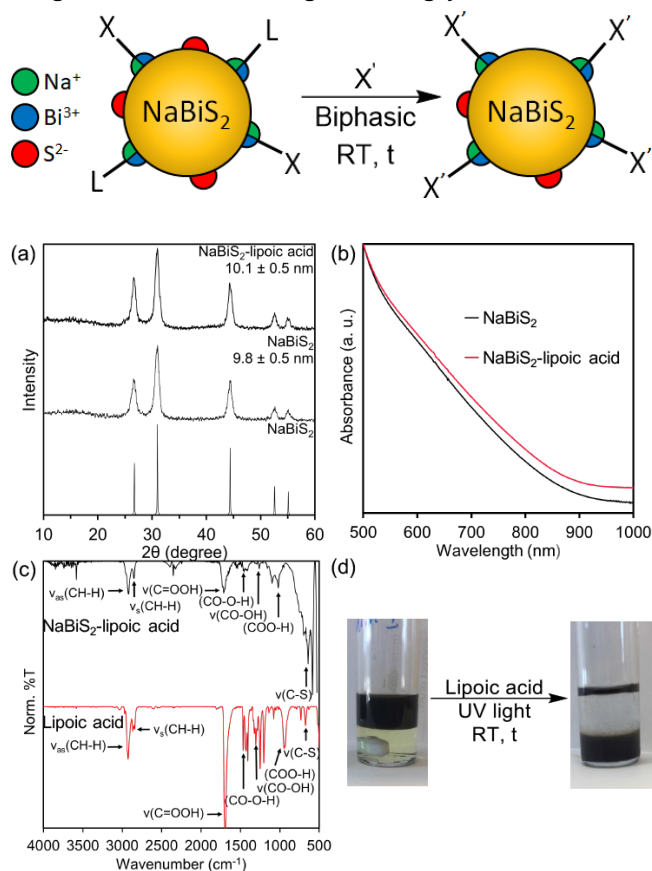 X
L
Na⁺
Bi³⁺
S²⁻
NaBiS₂
L
X
X'
Biphasic
RT, t
X'
X'
NaBiS₂
X'
X'
(a)
NaBiS₂-lipoic acid
10.1 ± 0.5 nm
NaBiS₂
9.8 ± 0.5 nm
NaBiS₂
Intensity
10 20 30 40 50 60
2θ (degree)
(b)
NaBiS₂
NaBiS₂-lipoic acid
Absorbance (a. u.)
500 600 700 800 900 1000
Wavelength (nm)
(c)
νas(CH-H)
νs(CH-H)
ν(C=OOH)
(CO-O-H)
ν(CO-OH)
(COO-H)
ν(C-S)
NaBiS₂-lipoic acid
Lipoic acid
νas(CH-H)
νs(CH-H)
ν(C=OOH)
(CO-O-H)
ν(CO-OH)
(COO-H)
ν(C-S)
Norm. %T
4000 3500 3000 2500 2000 1500 1000 500
Wavenumber (cm⁻¹)
(d)
Lipoic acid
UV light
RT, t